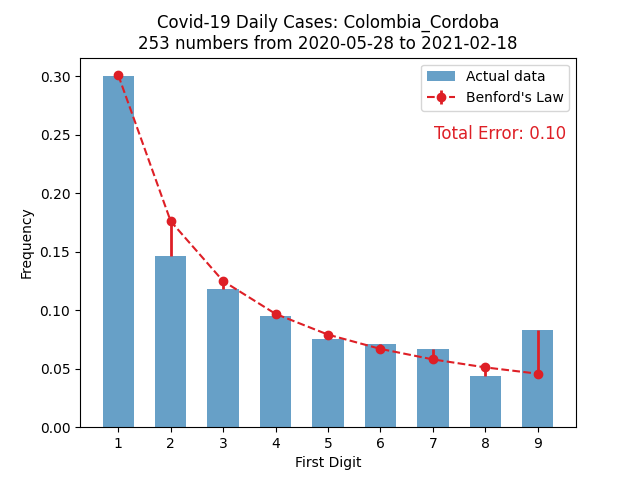 Covid-19 Daily Cases: Colombia_Cordoba
253 numbers from 2020-05-28 to 2021-02-18
Actual data
Benford's Law
Total Error: 0.10
Frequency
0.30
0.25
0.20
0.15
0.10
0.05
0.00
1 2 3 4 5 6 7 8 9
First Digit